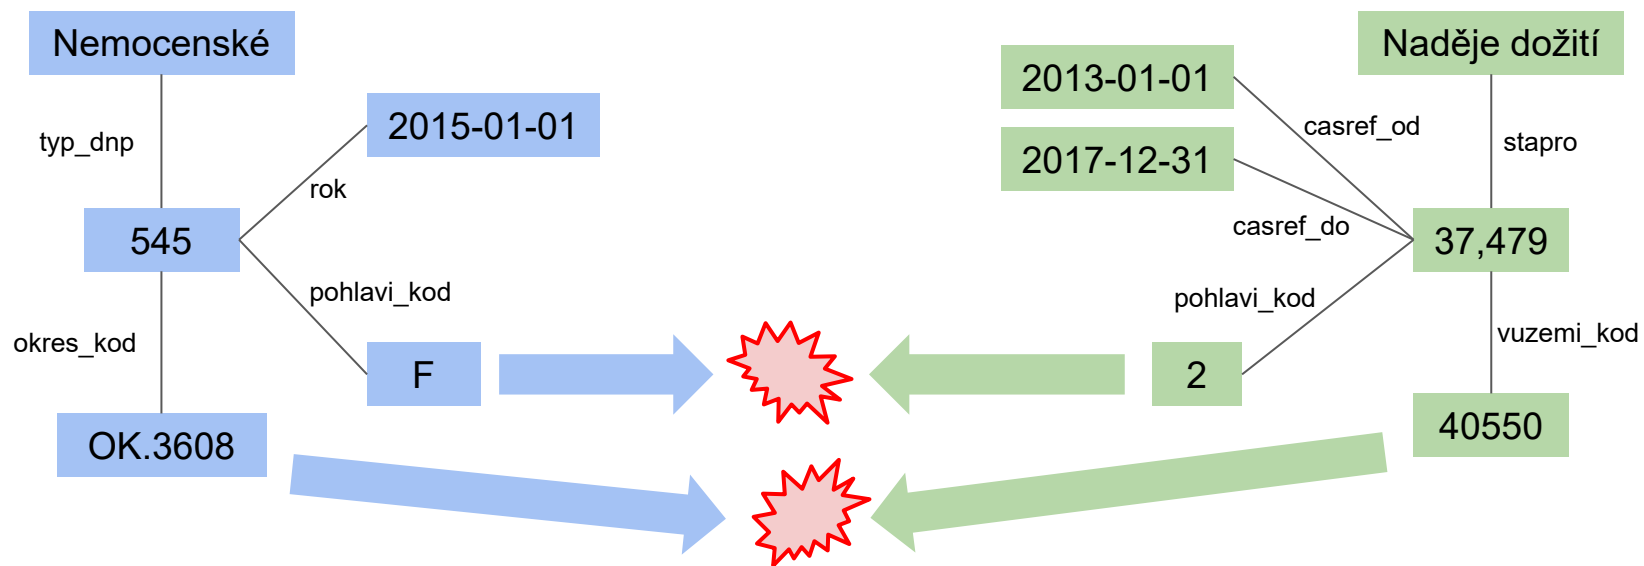 Nemocenské
typ_dnp
2015-01-01
rok
545
pohlavi_kod
okres_kod
F
OK.3608
Naděje dožití
2013-01-01
casref_od
2017-12-31
stapro
casref_do
37,479
pohlavi_kod
vuzemi_kod
2
40550